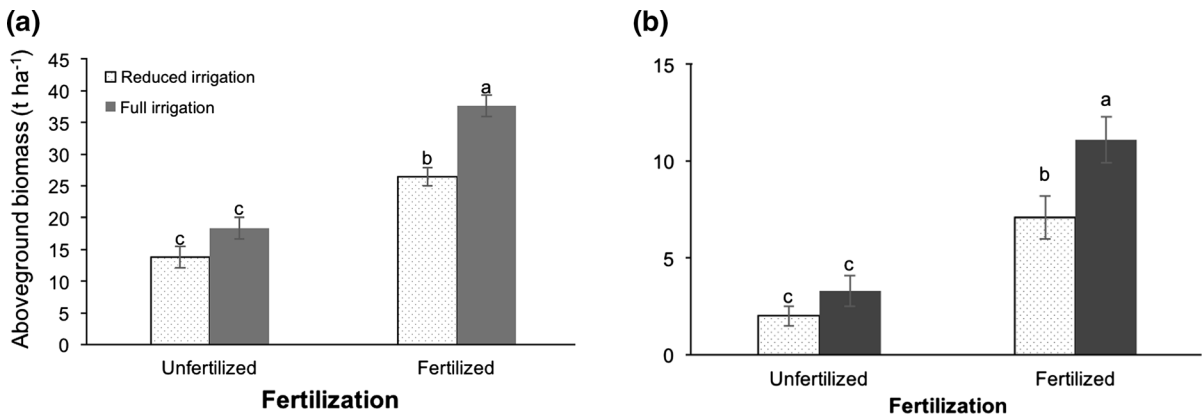 (a)
Aboveground biomass (t ha⁻¹)
45
40
35
30
25
20
15
10
5
0
Reduced irrigation
Full irrigation
c
c
b
a
Unfertilized
Fertilized
Fertilization
(b)
15
10
5
0
c
c
b
a
Unfertilized
Fertilized
Fertilization